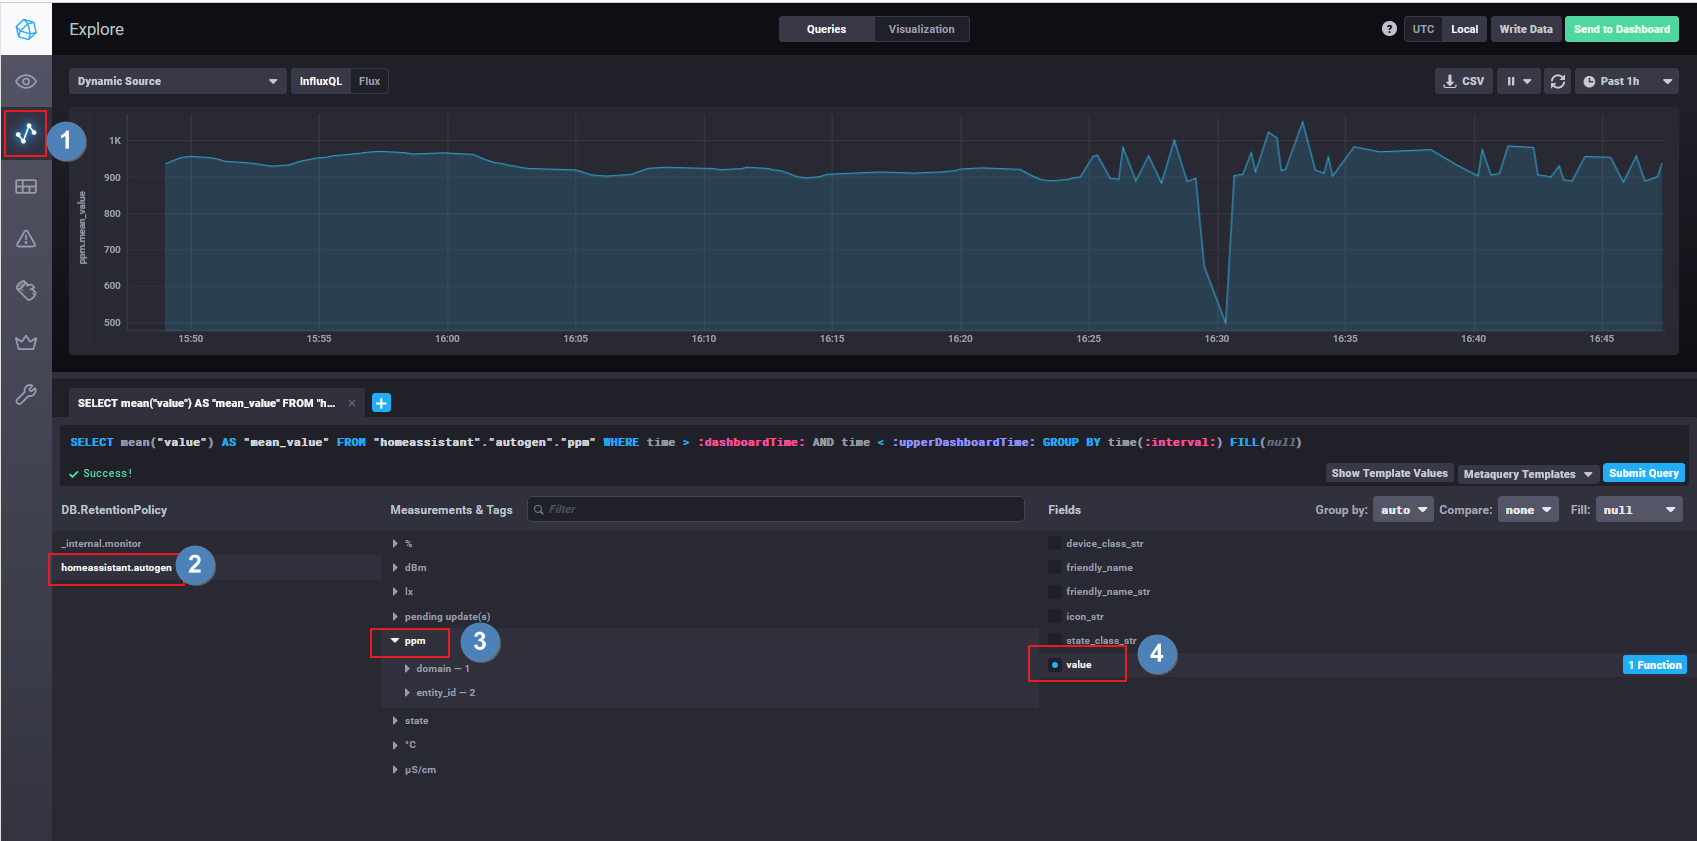 Explore
Queries
Visualization
?
UTC
Local
Write Data
Send to Dashboard
Dynamic Source
InfluxQL
Flux
CSV
Past 1h
1
ppm.mean_value
1K
900
800
700
600
500
15:50
15:55
16:00
16:05
16:10
16:15
16:20
16:25
16:30
16:35
16:40
16:45
SELECT mean("value") AS "mean_value" FROM "h...
SELECT mean("value") AS "mean_value" FROM "homeassistant"."autogen"."ppm" WHERE time > :dashboardTime: AND time < :upperDashboardTime: GROUP BY time(:interval:) FILL(null)
Success!
Show Template Values
Metaquery Templates
Submit Query
DB.RetentionPolicy
Measurements & Tags
Filter
Fields
Group by:
auto
Compare:
none
Fill:
null
_internal.monitor
homeassistant.autogen
2
%
dBm
lx
pending update(s)
ppm
3
domain — 1
entity_id — 2
state
°C
µS/cm
device_class_str
friendly_name
friendly_name_str
icon_str
state_class_str
value
4
1 Function